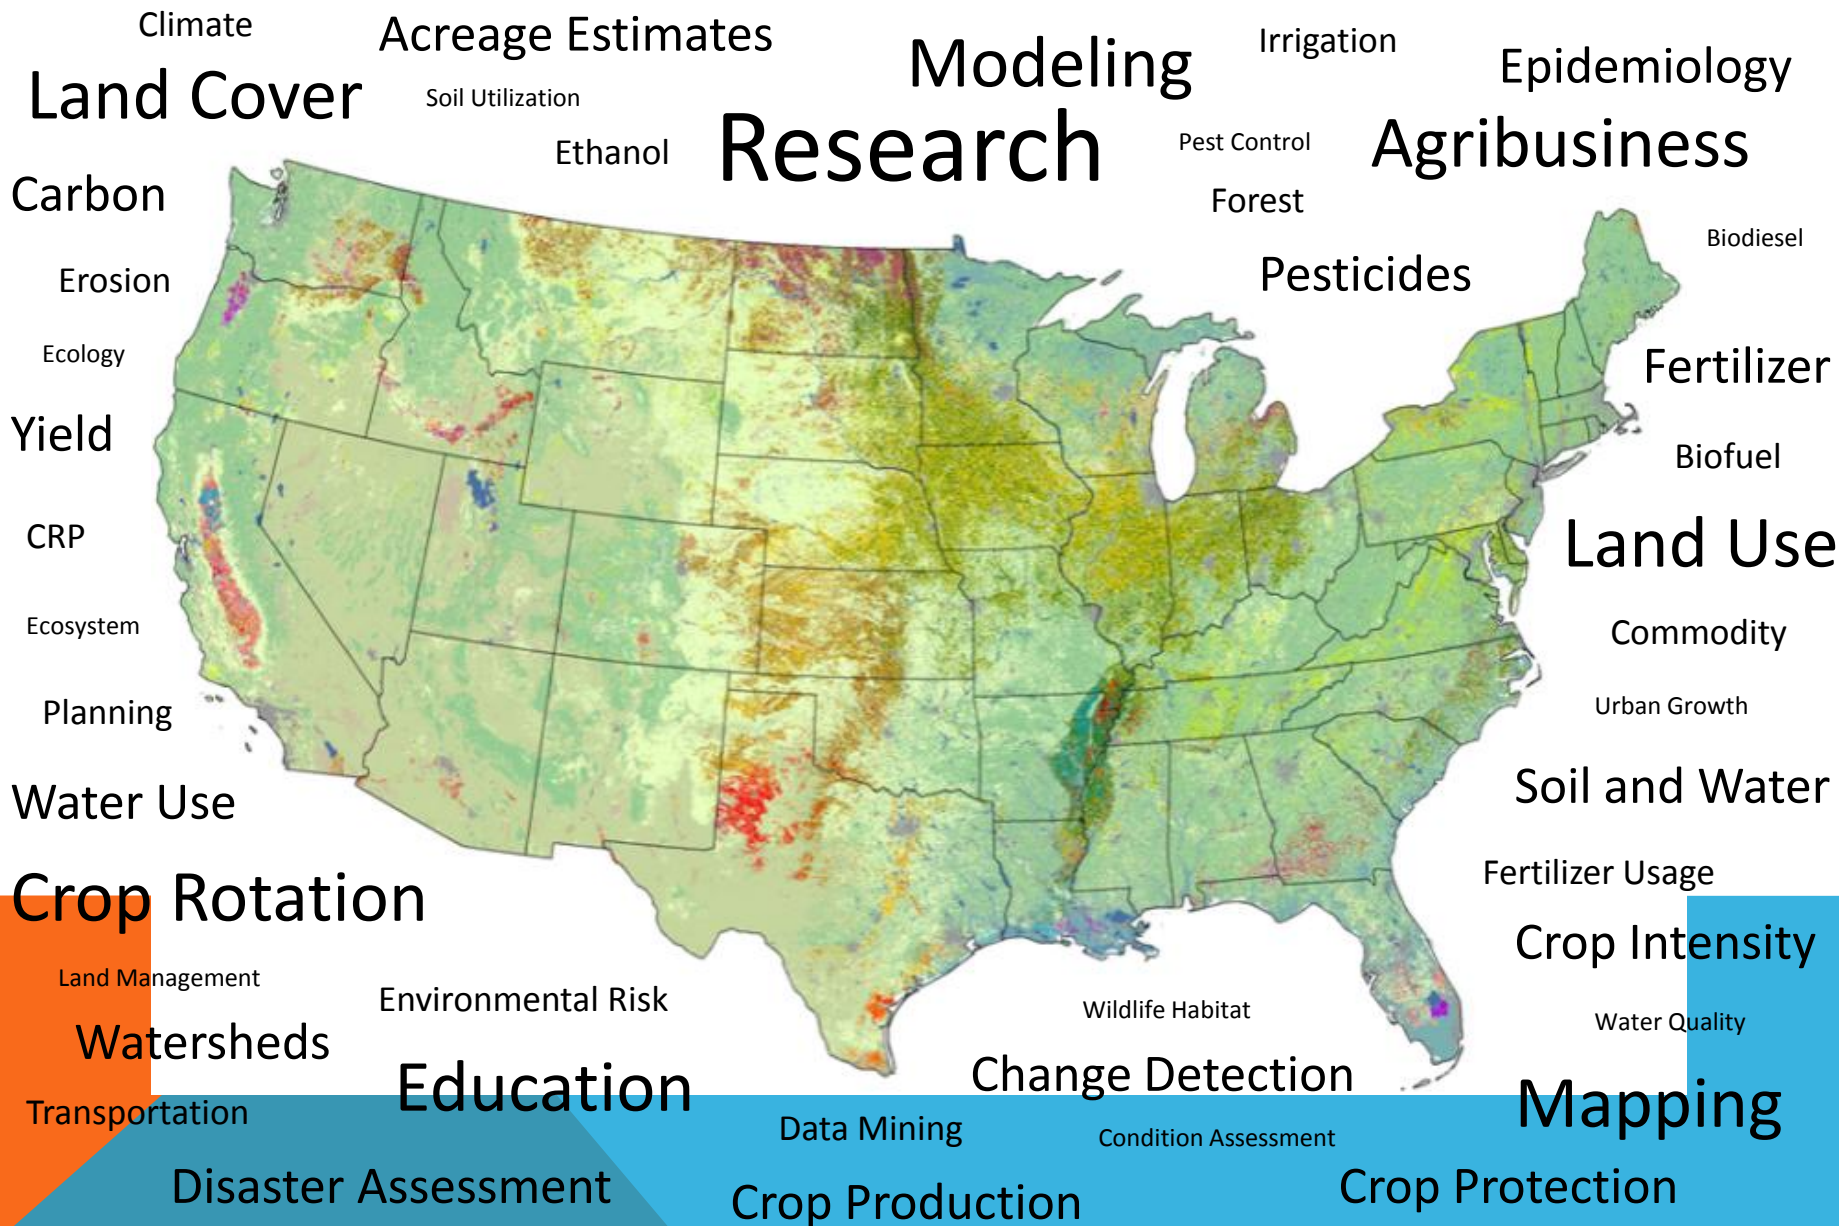 Climate
Acreage Estimates
Modeling
Irrigation
Epidemiology
Land Cover
Soil Utilization
Research
Pest Control
Agribusiness
Ethanol
Carbon
Forest
Biodiesel
Erosion
Pesticides
Ecology
Fertilizer
Yield
Biofuel
CRP
Land Use
Ecosystem
Commodity
Planning
Urban Growth
Water Use
Soil and Water
Crop Rotation
Fertilizer Usage
Crop Intensity
Land Management
Environmental Risk
Wildlife Habitat
Water Quality
Watersheds
Education
Change Detection
Mapping
Transportation
Data Mining
Condition Assessment
Disaster Assessment
Crop Production
Crop Protection